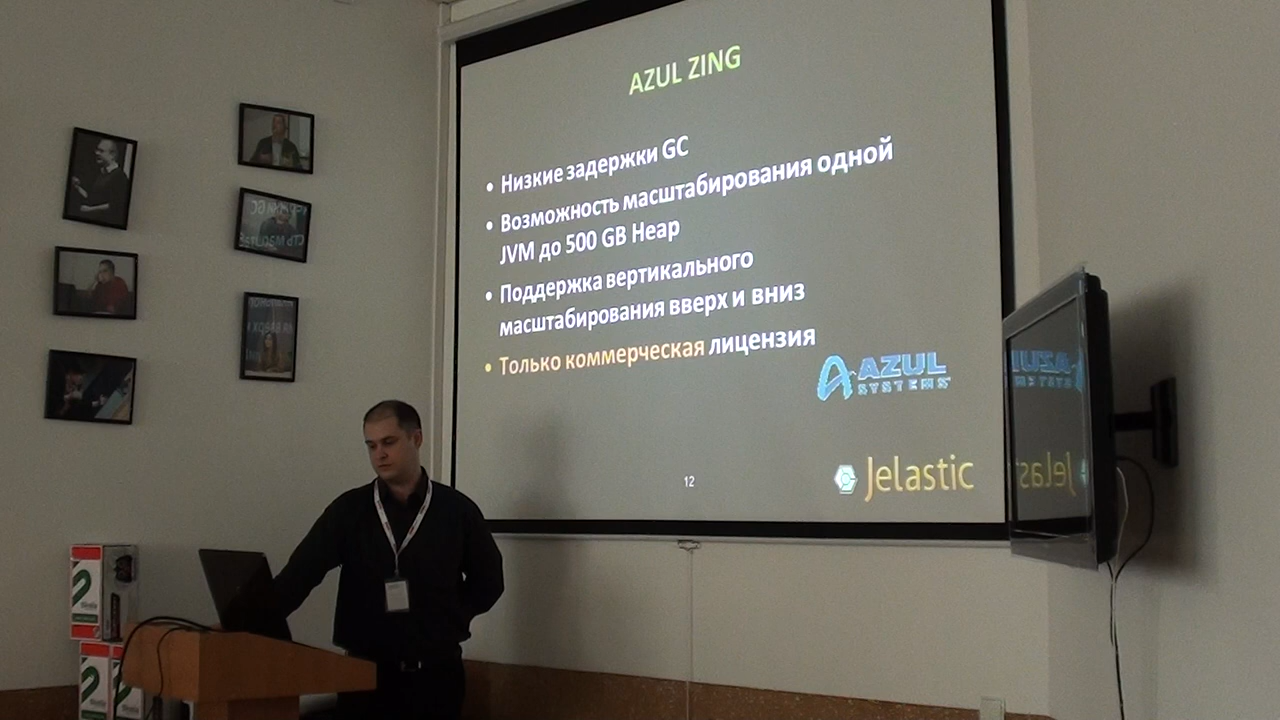 AZUL ZING
• Низкие задержки GC
• Возможность масштабирования одной
JVM до 500 GB Heap
• Поддержка вертикального
масштабирования вверх и вниз
• Только коммерческая лицензия
AZUL
SYSTEMS
Jelastic
12